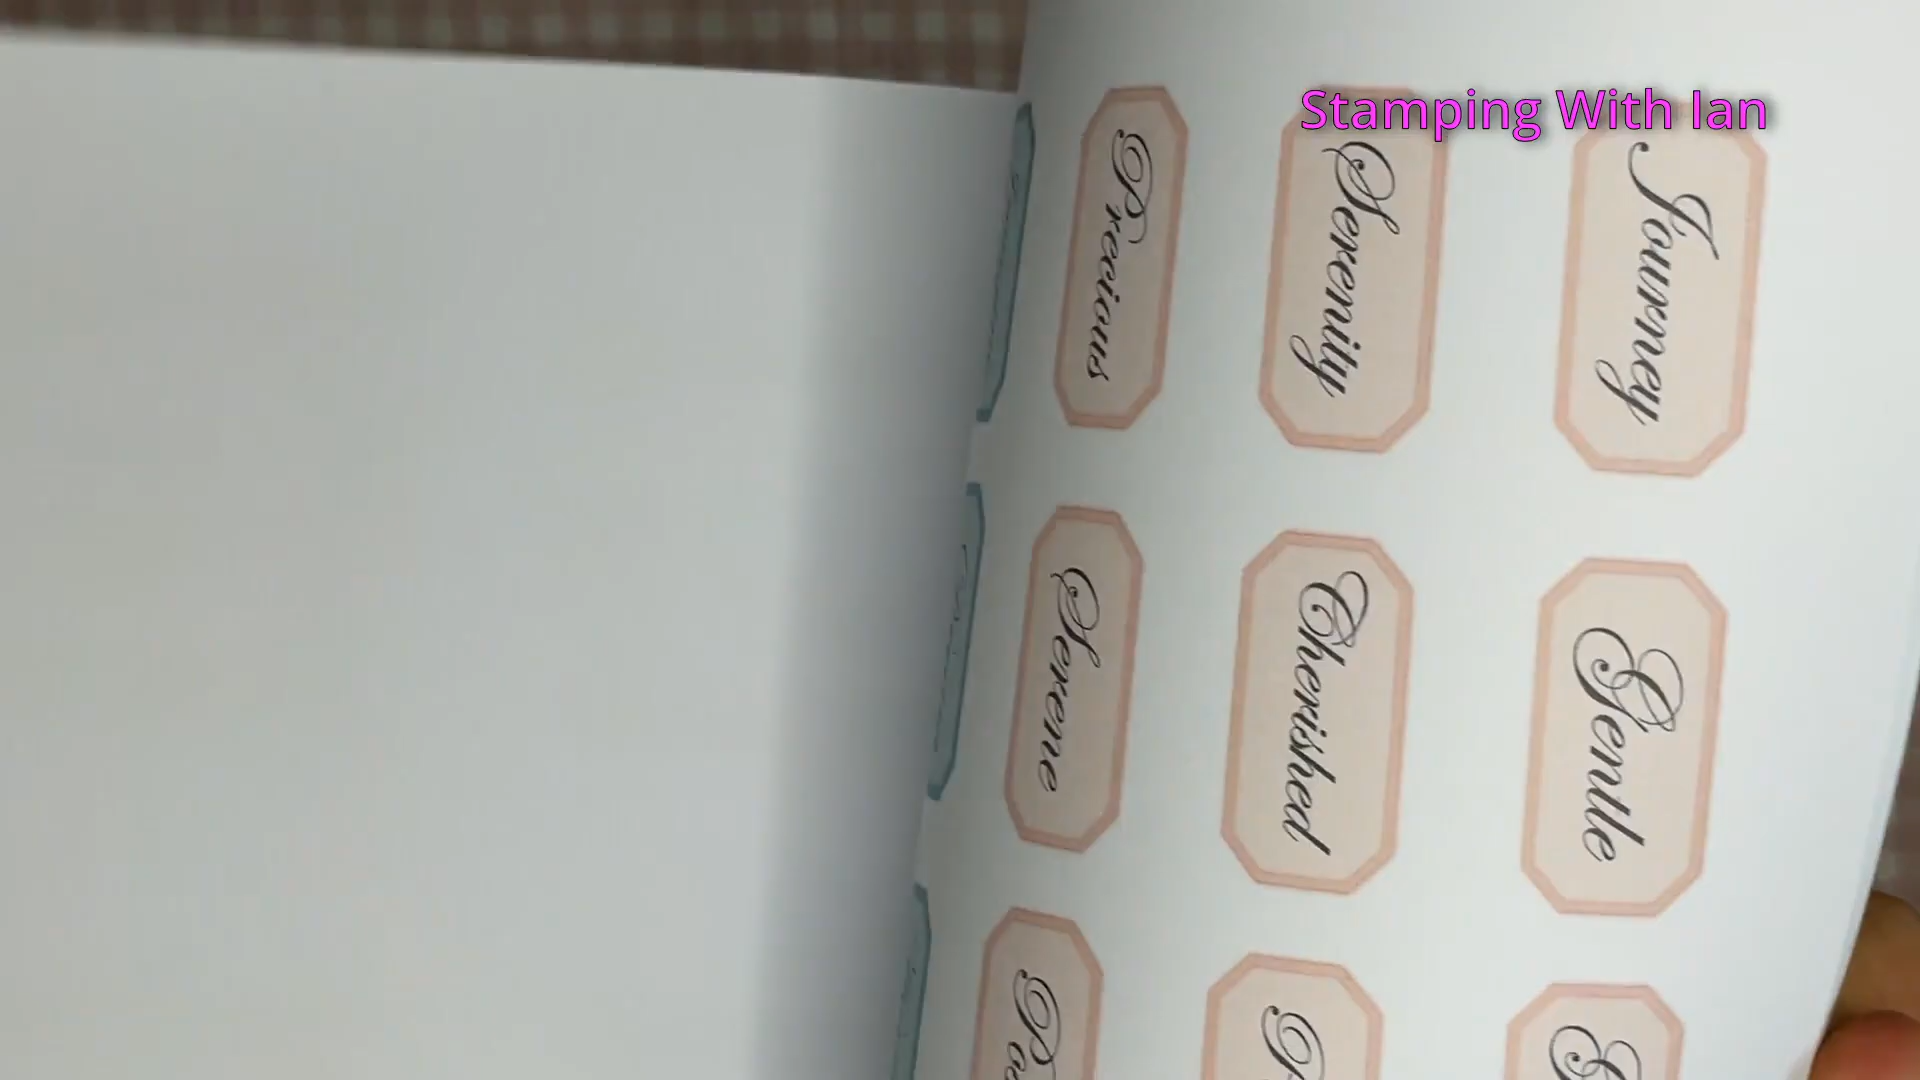 Stamping With Ian
Journey
Gentle
Serenity
Cherished
Precious
Serene